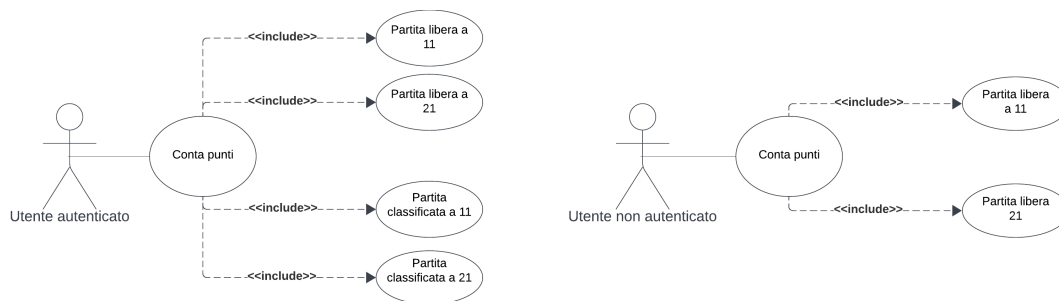 <<include>>
Partita libera a
11
<<include>>
Partita libera a
21
Conta punti
Utente autenticato
<<include>>
Partita
classificata a 11
<<include>>
Partita
classificata a 21
<<include>>
Partita libera
a 11
Conta punti
Utente non autenticato
<<include>>
Partita libera
21